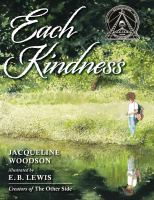 Each
Kindness
JACQUELINE
WOODSON
illustrated by
E. B. LEWIS
Creators of The Other Side